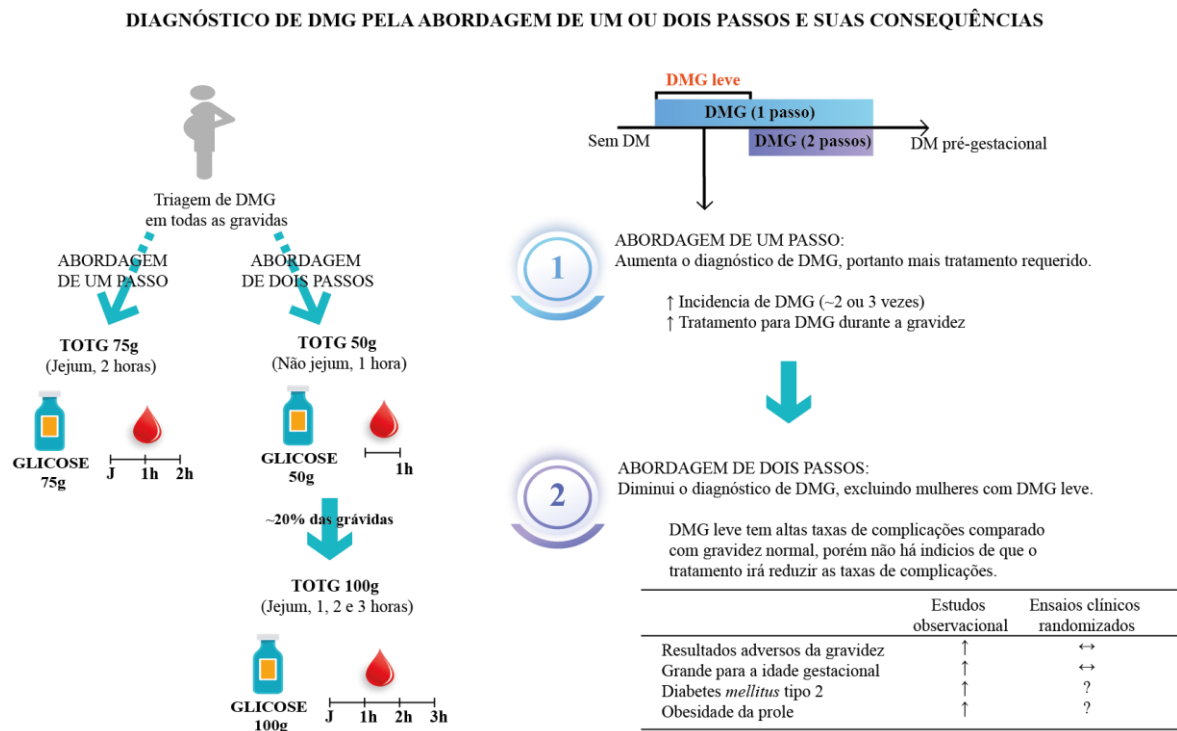 DIAGNÓSTICO DE DMG PELA ABORDAGEM DE UM OU DOIS PASSOS E SUAS CONSEQUÊNCIAS
Triagem de DMG
em todas as gravidas
ABORDAGEM
DE UM PASSO
ABORDAGEM
DE DOIS PASSOS
TOTG 75g
(Jejum, 2 horas)
GLICOSE
75g
J 1h 2h
TOTG 50g
(Não jejum, 1 hora)
GLICOSE
50g
1h
~20% das grávidas
TOTG 100g
(Jejum, 1, 2 e 3 horas)
GLICOSE
100g
J 1h 2h 3h
DMG leve
DMG (1 passo)
Sem DM
DMG (2 passos)
DM pré-gestacional
1
ABORDAGEM DE UM PASSO:
Aumenta o diagnóstico de DMG, portanto mais tratamento requerido.
↑ Incidencia de DMG (~2 ou 3 vezes)
↑ Tratamento para DMG durante a gravidez
2
ABORDAGEM DE DOIS PASSOS:
Diminui o diagnóstico de DMG, excluindo mulheres com DMG leve.
DMG leve tem altas taxas de complicações comparado
com gravidez normal, porém não há indicios de que o
tratamento irá reduzir as taxas de complicações.
Estudos Ensaios clínicos
observacional randomizados
Resultados adversos da gravidez ↑ ↔
Grande para a idade gestacional ↑ ↔
Diabetes mellitus tipo 2 ↑ ?
Obesidade da prole ↑ ?